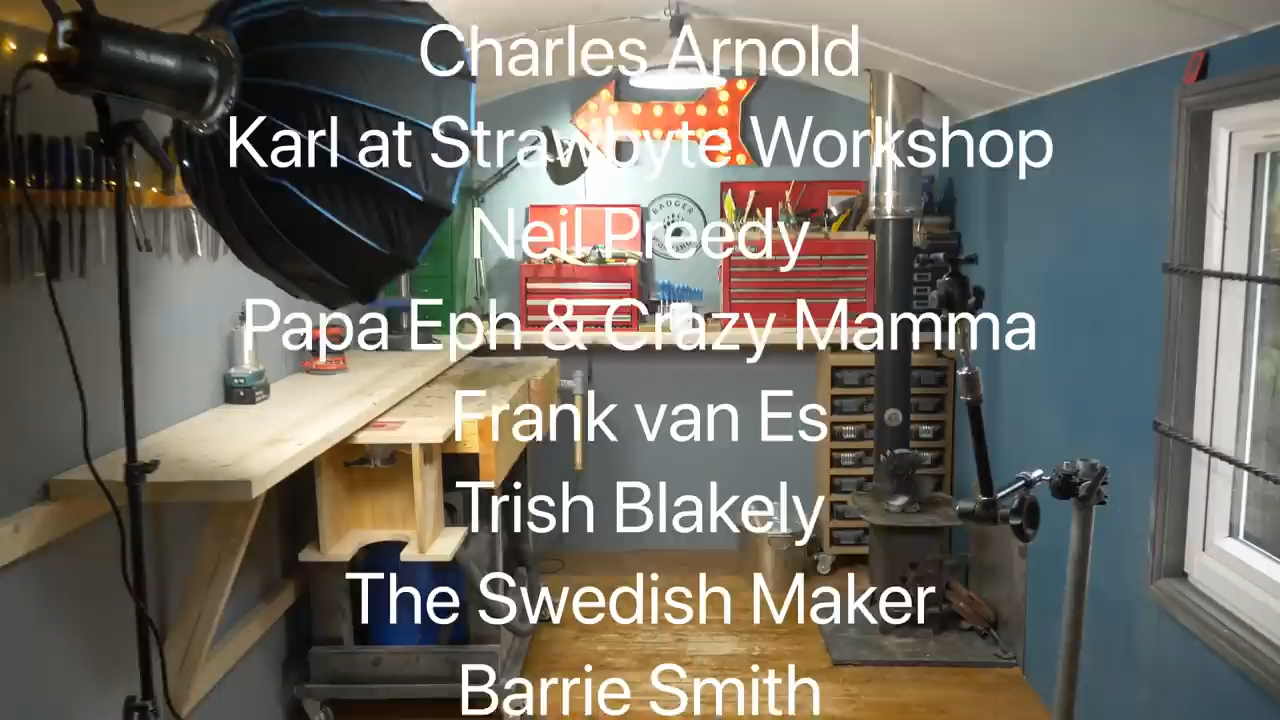 Charles Arnold
Karl at Strawbyte Workshop
BADGER
Neil Preedy
Papa Eph & Crazy Mamma
Frank van Es
Trish Blakely
The Swedish Maker
Barrie Smith